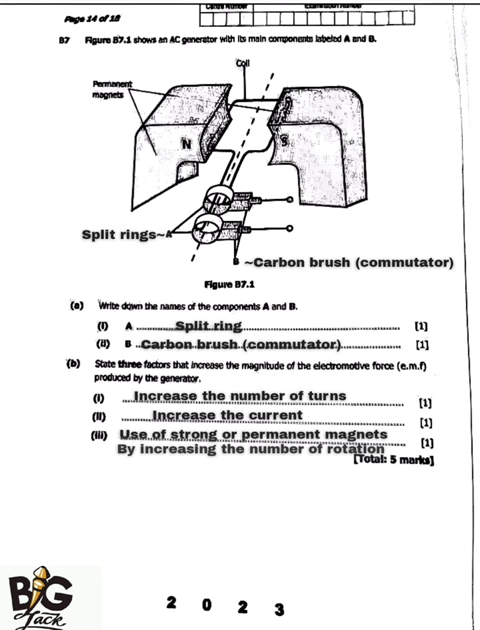 Centre Number Examination Number
Page 14 of 18
B7 Figure B7.1 shows an AC generator with its main components labeled A and B.
Coil
Permanent
magnets
N
S
Split rings~A
B ~Carbon brush (commutator)
Figure B7.1
(a) Write down the names of the components A and B.
(i) A Split ring [1]
(ii) B Carbon brush (commutator) [1]
(b) State three factors that increase the magnitude of the electromotive force (e.m.f)
produced by the generator.
(i) Increase the number of turns [1]
(ii) Increase the current [1]
(iii) Use of strong or permanent magnets [1]
By increasing the number of rotation
[Total: 5 marks]
BIG
Jack
2 0 2 3